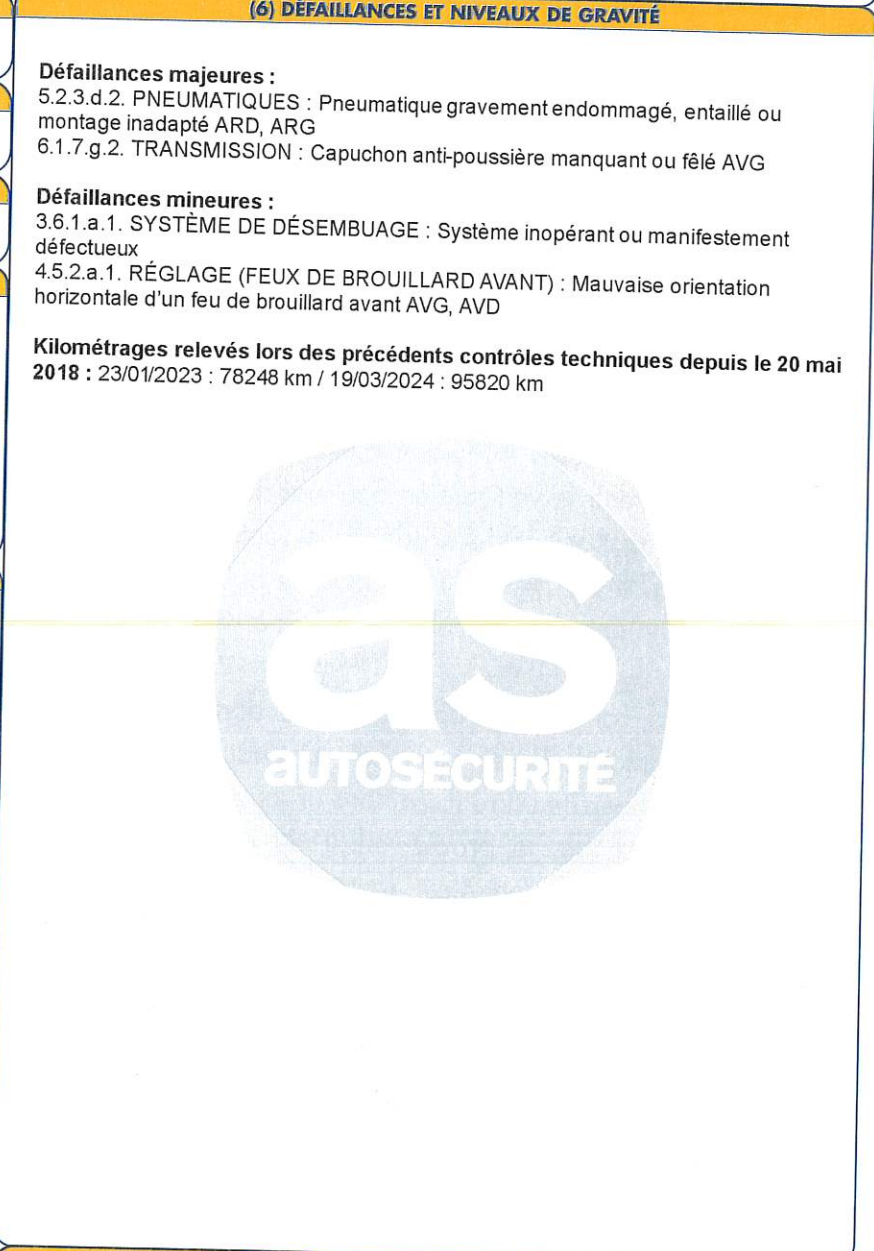 (6) DÉFAILLANCES ET NIVEAUX DE GRAVITÉ
Défaillances majeures :
5.2.3.d.2. PNEUMATIQUES : Pneumatique gravement endommagé, entaillé ou
montage inadapté ARD, ARG
6.1.7.g.2. TRANSMISSION : Capuchon anti-poussière manquant ou fêlé AVG
Défaillances mineures :
3.6.1.a.1. SYSTÈME DE DÉSEMBUAGE : Système inopérant ou manifestement
défectueux
4.5.2.a.1. RÉGLAGE (FEUX DE BROUILLARD AVANT) : Mauvaise orientation
horizontale d'un feu de brouillard avant AVG, AVD
Kilométrages relevés lors des précédents contrôles techniques depuis le 20 mai
2018 : 23/01/2023 : 78248 km / 19/03/2024 : 95820 km
as
aUTOSÉCURITÉ